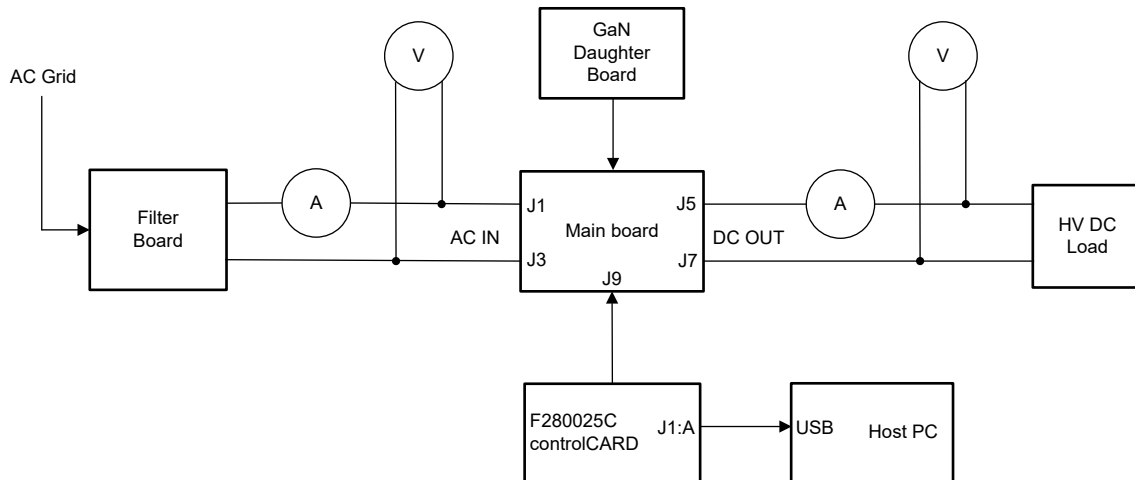 GaN
Daughter
Board
V
V
AC Grid
Filter
Board
A
J1
AC IN
J3
Main board
J9
J5
DC OUT
J7
A
HV DC
Load
F280025C
controlCARD
J1:A
USB
Host PC